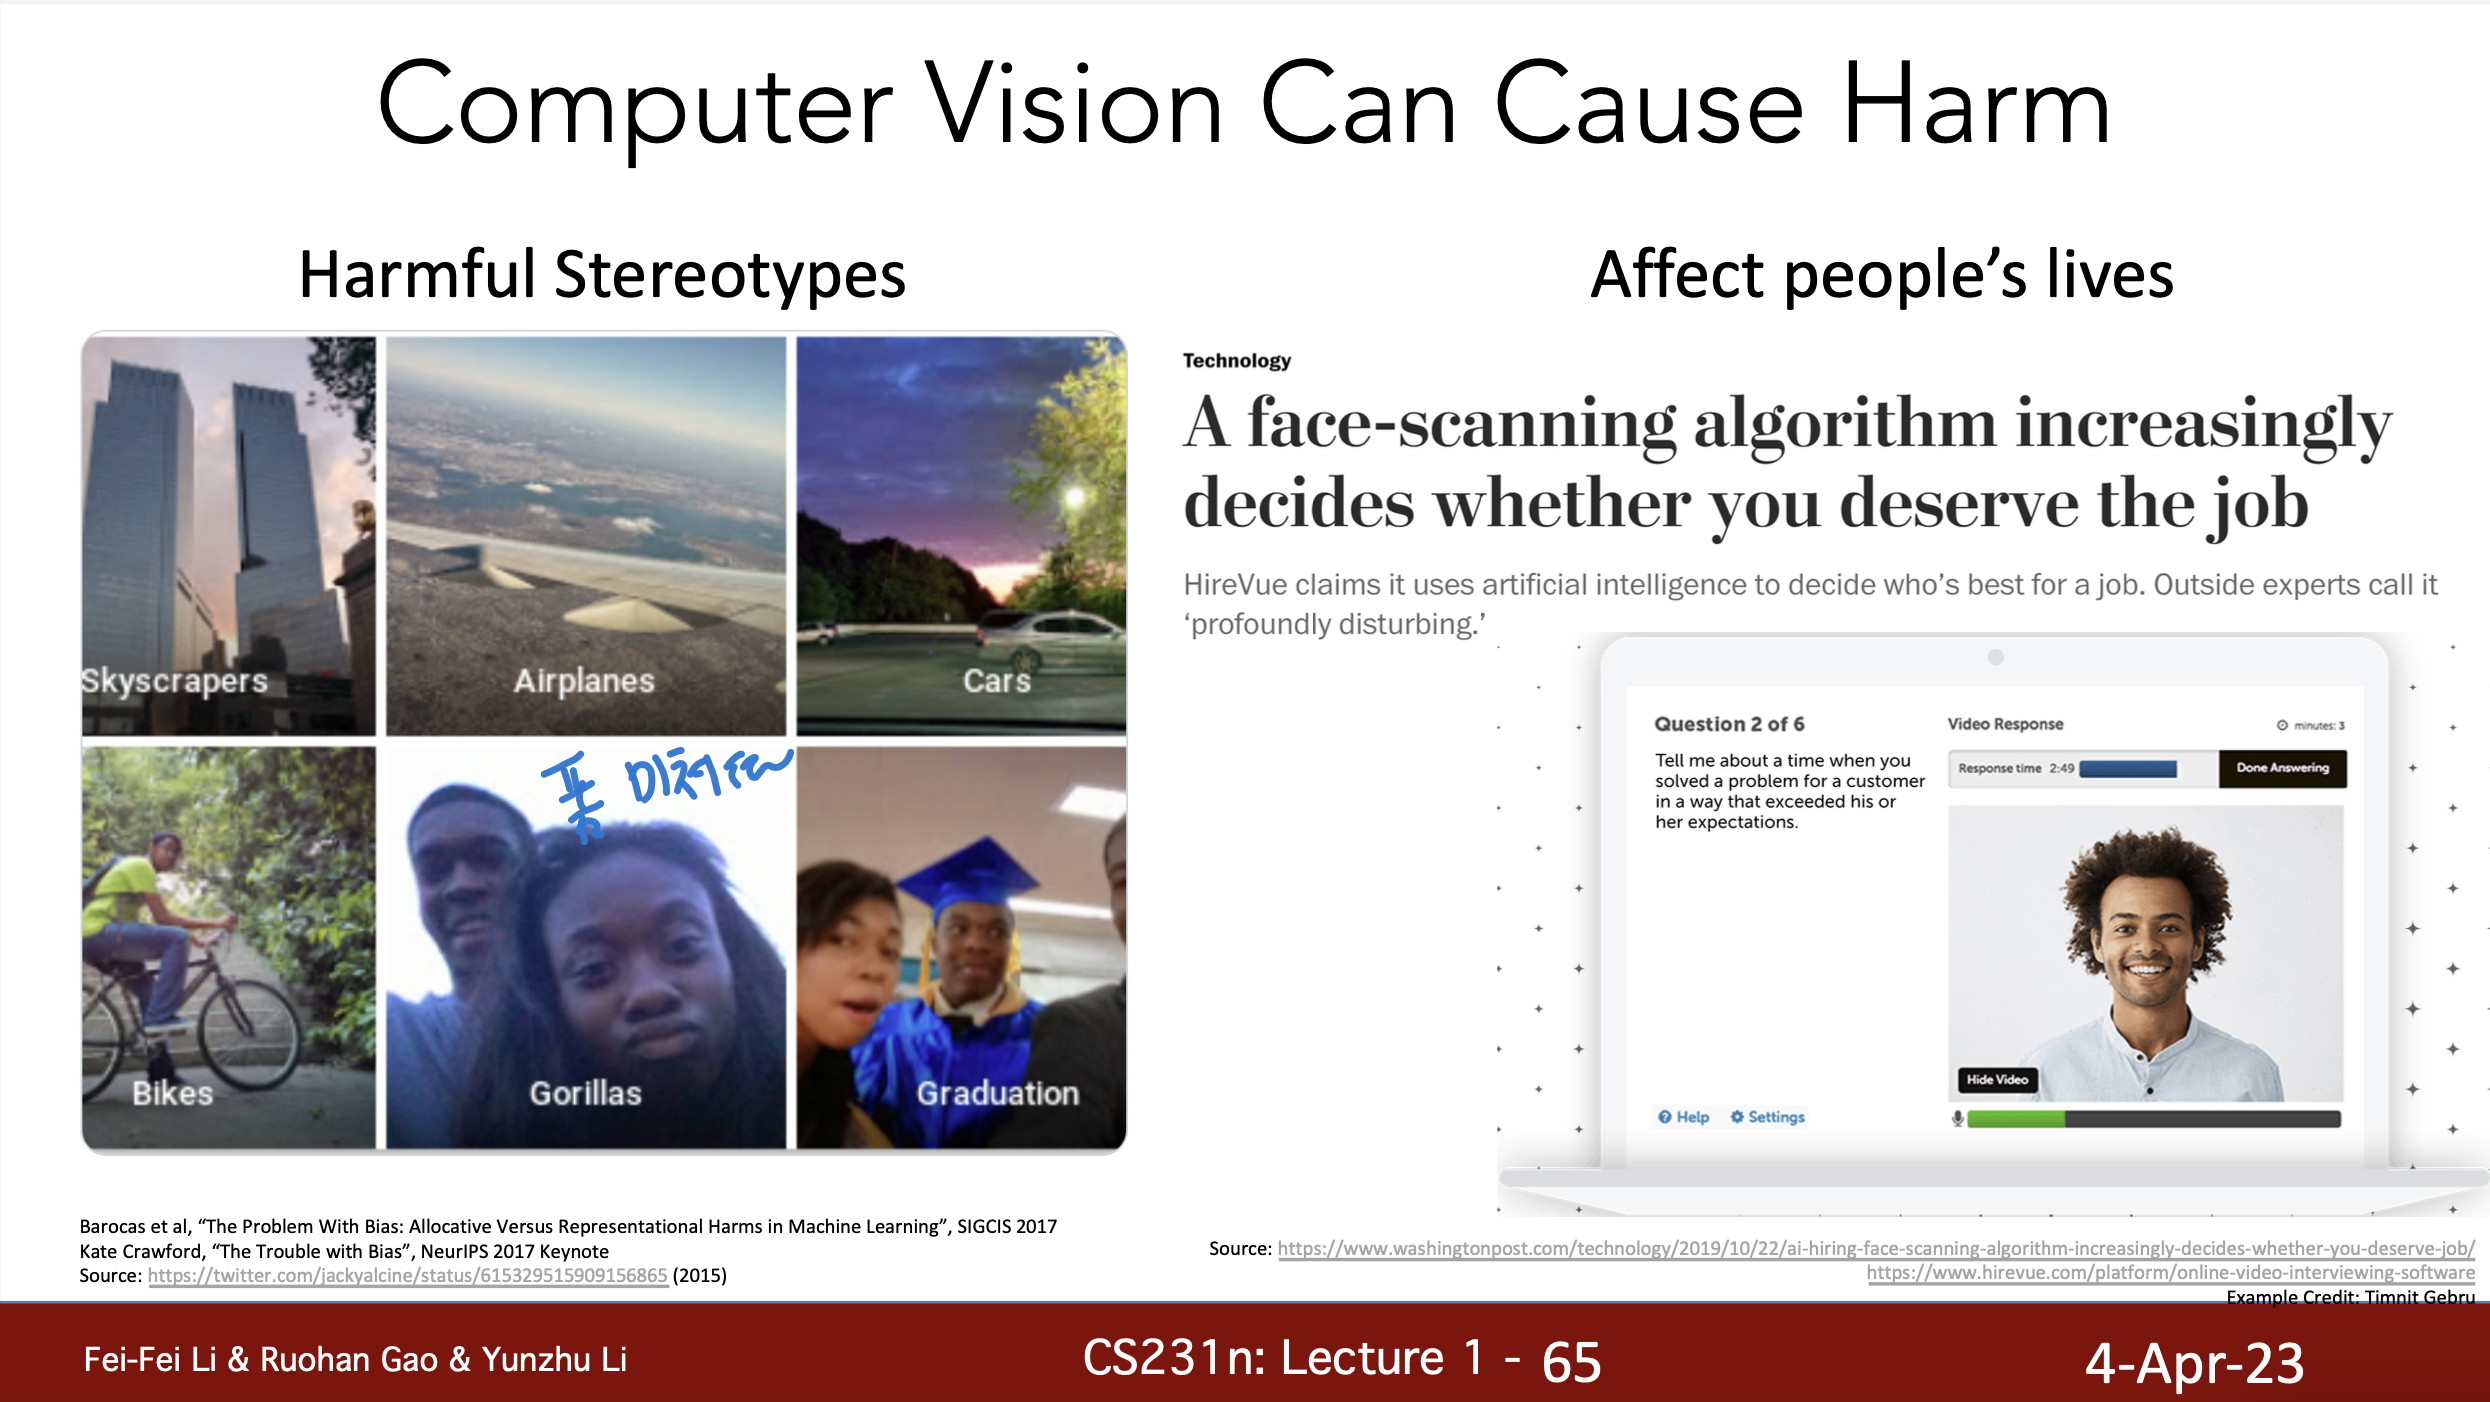 Computer Vision Can Cause Harm
Harmful Stereotypes
Skyscrapers
Airplanes
Cars
Bikes
Gorillas
Graduation
Barocas et al, “The Problem With Bias: Allocative Versus Representational Harms in Machine Learning”, SIGCIS 2017
Kate Crawford, “The Trouble with Bias”, NeurIPS 2017 Keynote
Source: https://twitter.com/jackyalcine/status/615329515909156865 (2015)
Affect people’s lives
Technology
A face-scanning algorithm increasingly
decides whether you deserve the job
HireVue claims it uses artificial intelligence to decide who’s best for a job. Outside experts call it
‘profoundly disturbing.’
Question 2 of 6
Tell me about a time when you
solved a problem for a customer
in a way that exceeded his or
her expectations.
Help Settings
Video Response
minutes: 3
Response time 2:49
Done Answering
Hide Video
Source: https://www.washingtonpost.com/technology/2019/10/22/ai-hiring-face-scanning-algorithm-increasingly-decides-whether-you-deserve-job/
https://www.hirevue.com/platform/online-video-interviewing-software
Example Credit: Timnit Gebru
Fei-Fei Li & Ruohan Gao & Yunzhu Li
CS231n: Lecture 1 - 65
4-Apr-23